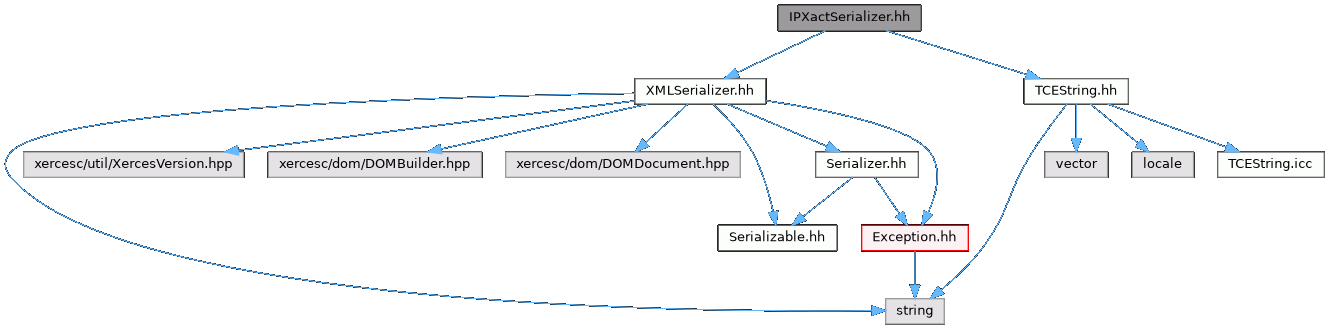 IPXactSerializer.hh
XMLSerializer.hh
TCEString.hh
xercesc/util/XercesVersion.hpp
xercesc/dom/DOMBuilder.hpp
xercesc/dom/DOMDocument.hpp
Serializer.hh
vector
locale
TCEString.icc
Serializable.hh
Exception.hh
string